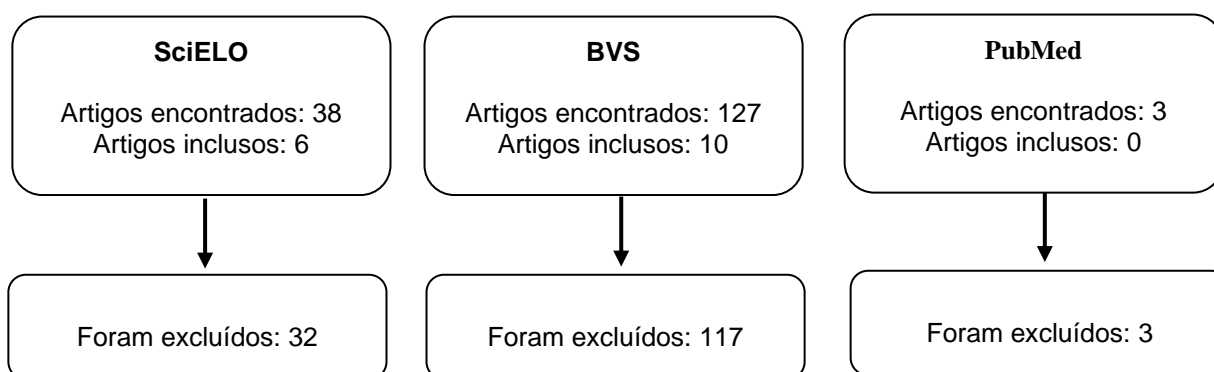 SciELO
Artigos encontrados: 38
Artigos inclusos: 6
BVS
Artigos encontrados: 127
Artigos inclusos: 10
PubMed
Artigos encontrados: 3
Artigos inclusos: 0
Foram excluídos: 32
Foram excluídos: 117
Foram excluídos: 3